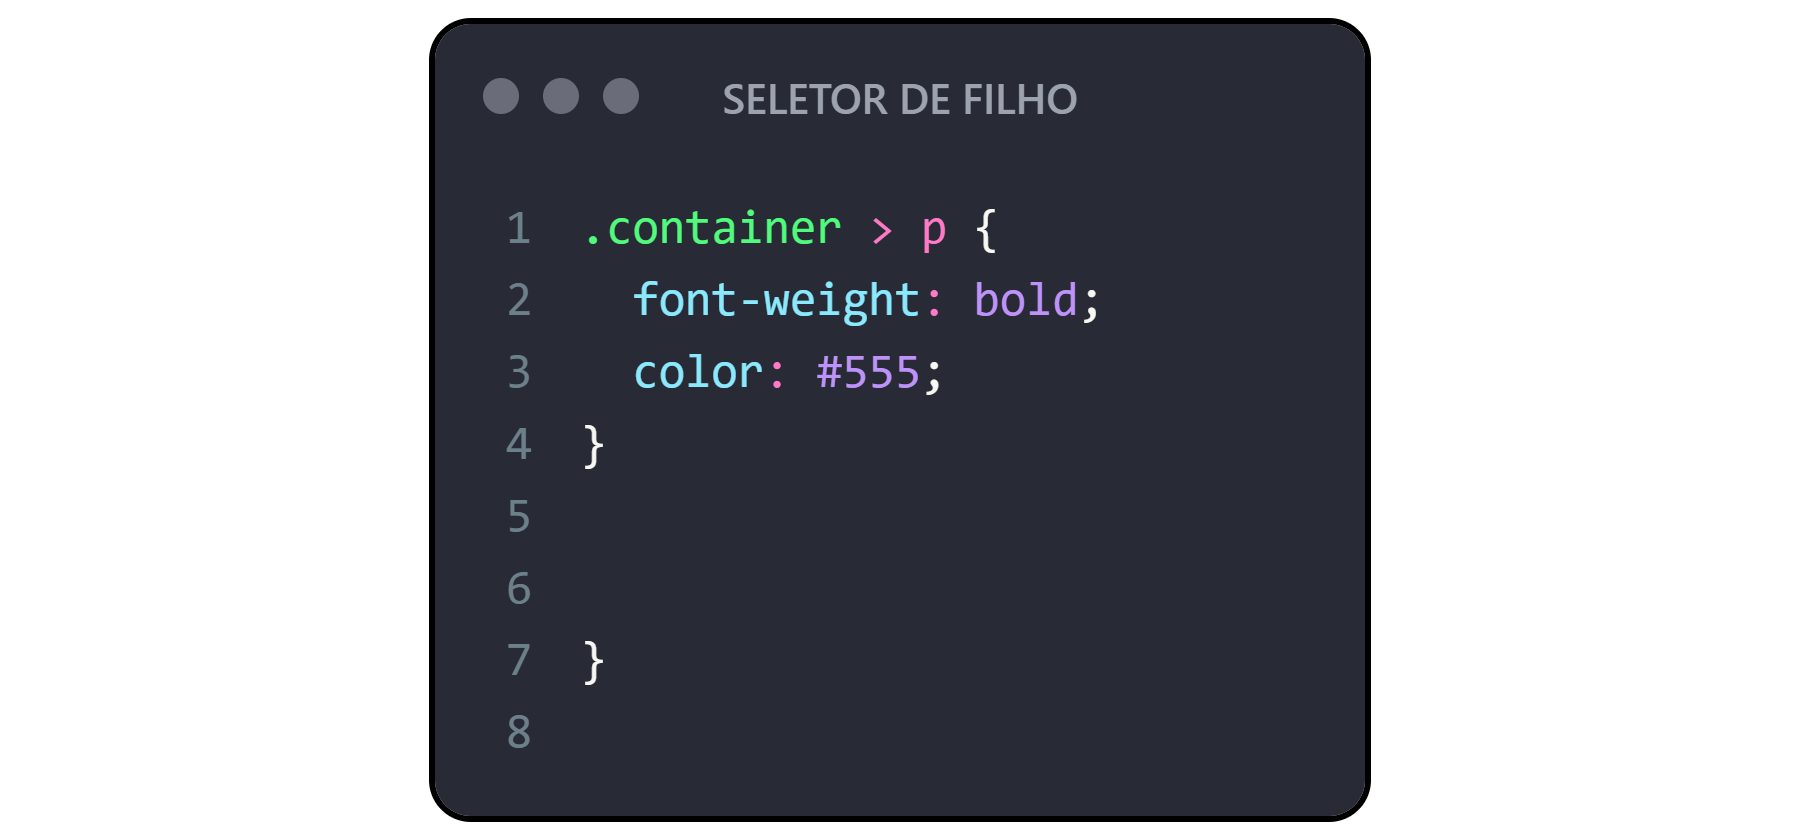 SELETOR DE FILHO
1 .container > p {
2   font-weight: bold;
3   color: #555;
4 }
5
6
7 }
8